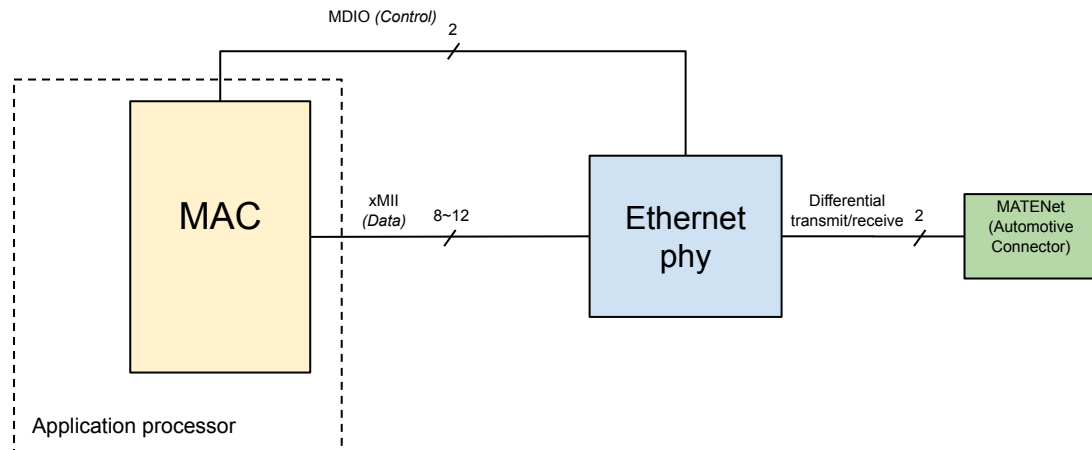 MDIO (Control)
2
MAC
xMII
(Data)
8~12
Ethernet
phy
Differential
transmit/receive
2
MATENet
(Automotive
Connector)
Application processor